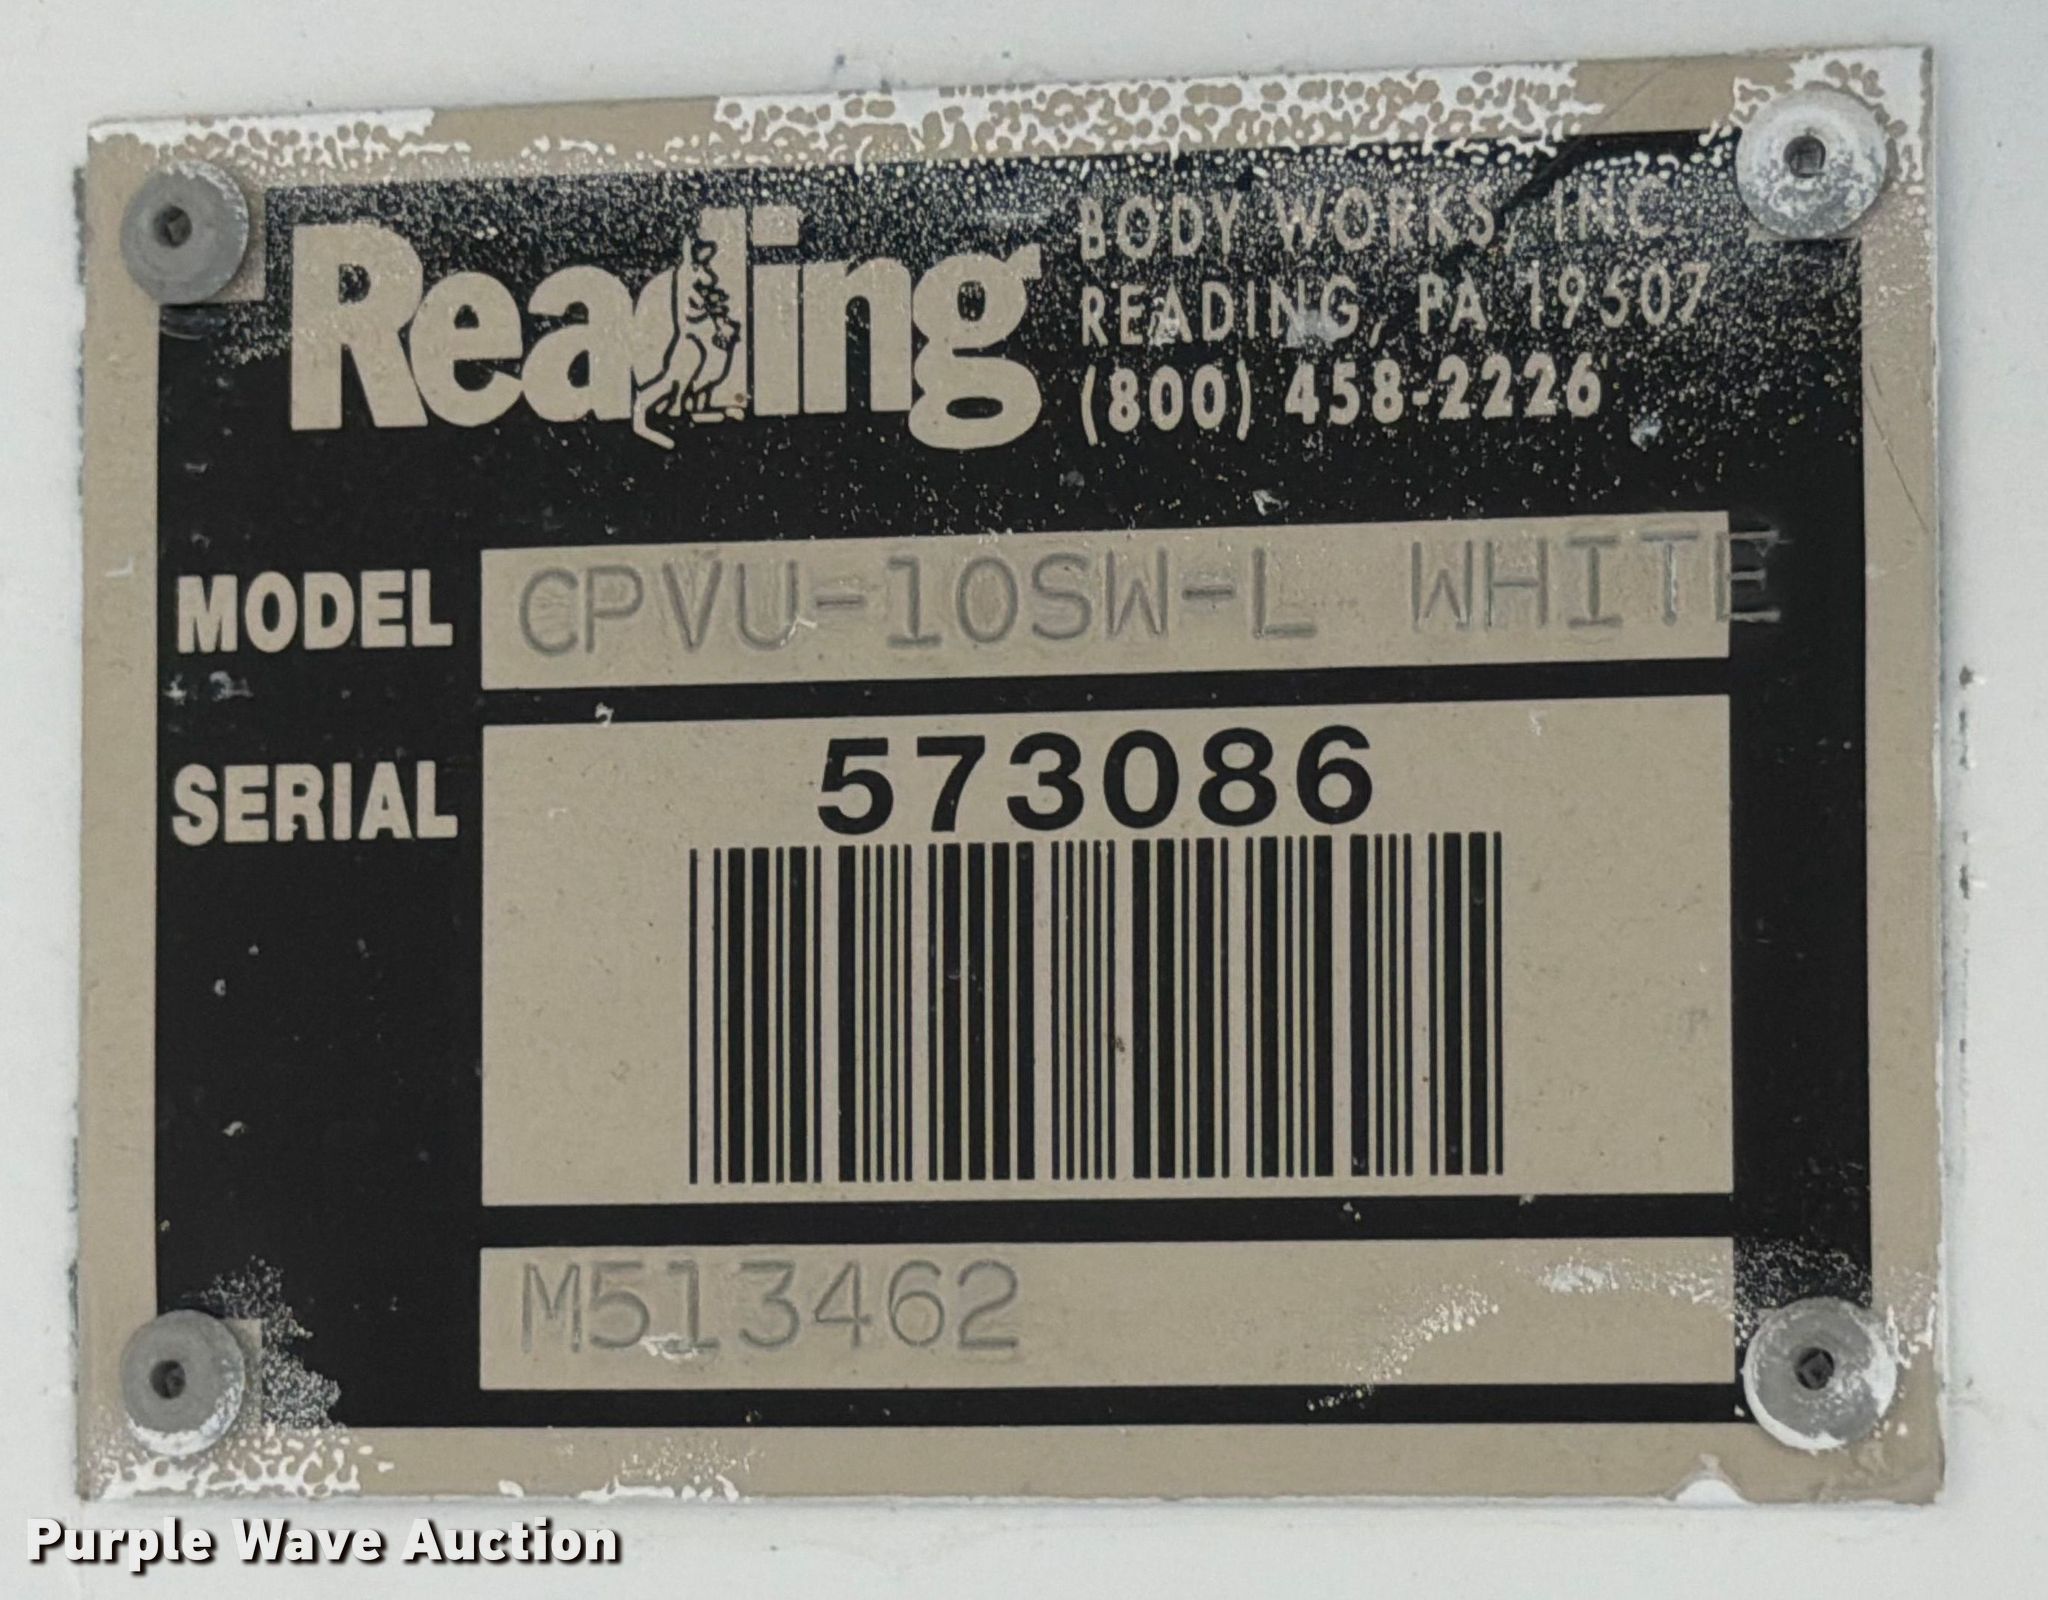 Reading
BODY WORKS, INC.
READING, PA 19507
(800) 458-2226
MODEL CPVU-10SW-L WHITE
SERIAL 573086
M513462
Purple Wave Auction